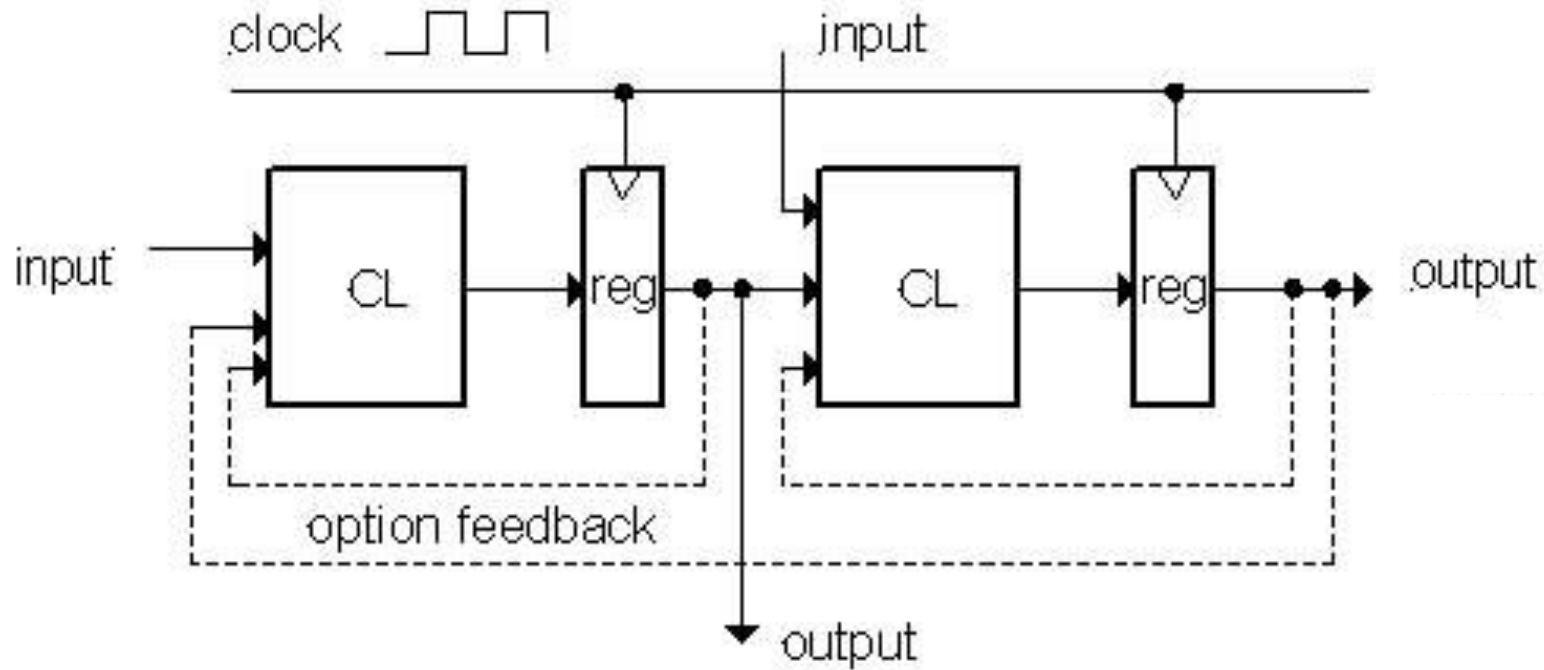 clock
input
input
CL
reg
CL
reg
output
option feedback
output